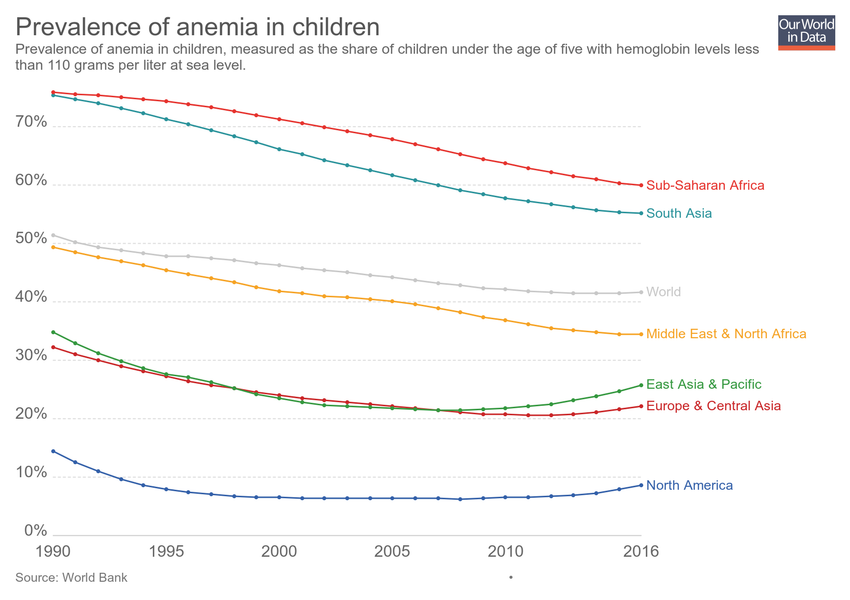 Prevalence of anemia in children
Our World
in Data
Prevalence of anemia in children, measured as the share of children under the age of five with hemoglobin levels less
than 110 grams per liter at sea level.
70%
60%
Sub-Saharan Africa
South Asia
50%
World
40%
Middle East & North Africa
30%
East Asia & Pacific
20%
Europe & Central Asia
10%
North America
0%
1990 1995 2000 2005 2010 2016
Source: World Bank